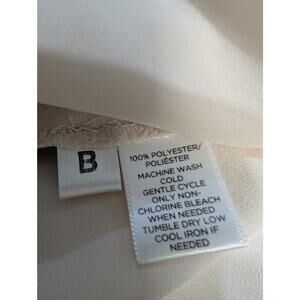 B
100% POLYESTER/
POLIÉSTER
MACHINE WASH
COLD
GENTLE CYCLE
ONLY NON-
CHLORINE BLEACH
WHEN NEEDED
TUMBLE DRY LOW
COOL IRON IF
NEEDED